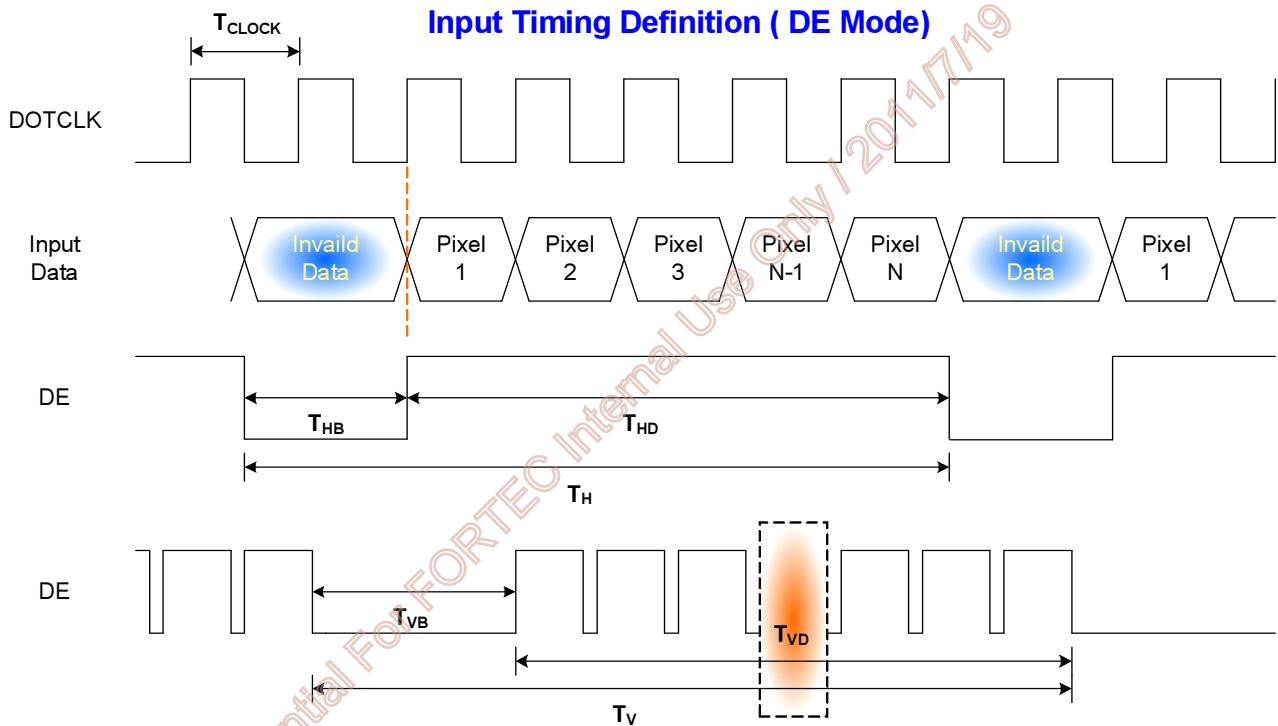 Input Timing Definition ( DE Mode)
TCLOCK
DOTCLK
Input
Data
Invaild
Data
Pixel
1
Pixel
2
Pixel
3
Pixel
N-1
Pixel
N
Invaild
Data
Pixel
1
DE
THB
THD
TH
DE
TVB
TVD
TV
ntial For FORTEC Internal Use Only / 2011/7/19